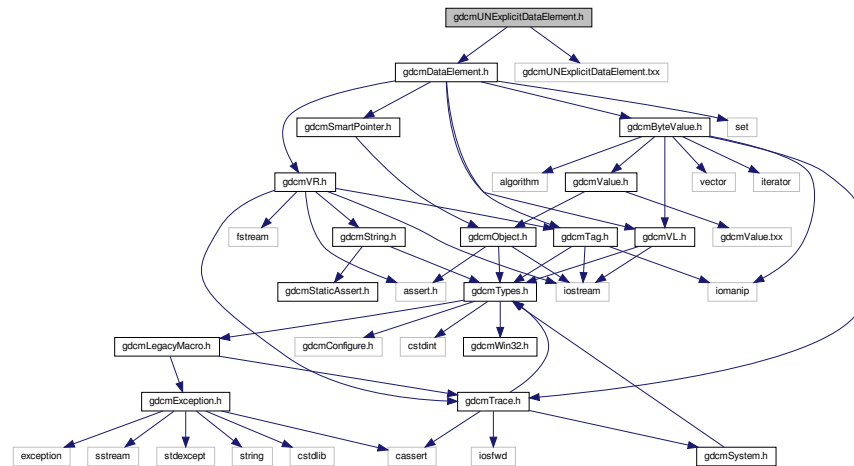 gdcmUNExplicitDataElement.h
gdcmDataElement.h
gdcmUNExplicitDataElement.txx
gdcmSmartPointer.h
gdcmByteValue.h
set
gdcmVR.h
algorithm
gdcmValue.h
vector
iterator
fstream
gdcmString.h
gdcmObject.h
gdcmTag.h
gdcmVL.h
gdcmValue.txx
gdcmStaticAssert.h
assert.h
gdcmTypes.h
iostream
iomanip
gdcmLegacyMacro.h
gdcmConfigure.h
cstdint
gdcmWin32.h
gdcmException.h
gdcmTrace.h
exception
sstream
stdexcept
string
cstdlib
cassert
iosfwd
gdcmSystem.h